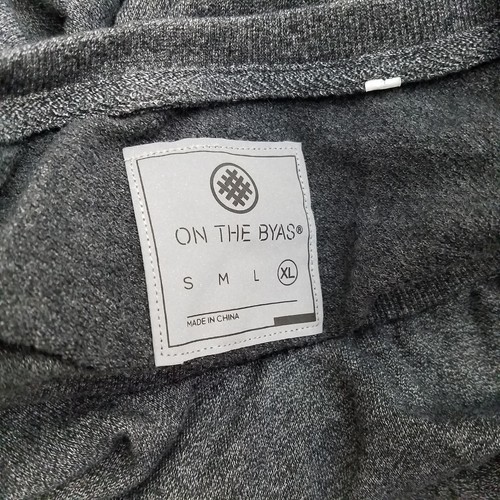 ON THE BYAS®
S M L XL
MADE IN CHINA